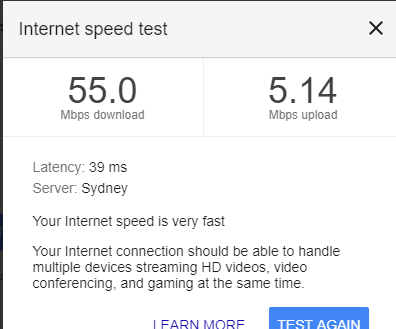 Internet speed test
55.0 5.14
Mbps download Mbps upload
Latency: 39 ms
Server: Sydney
Your Internet speed is very fast
Your Internet connection should be able to handle
multiple devices streaming HD videos, video
conferencing, and gaming at the same time.
LEARN MORE TEST AGAIN